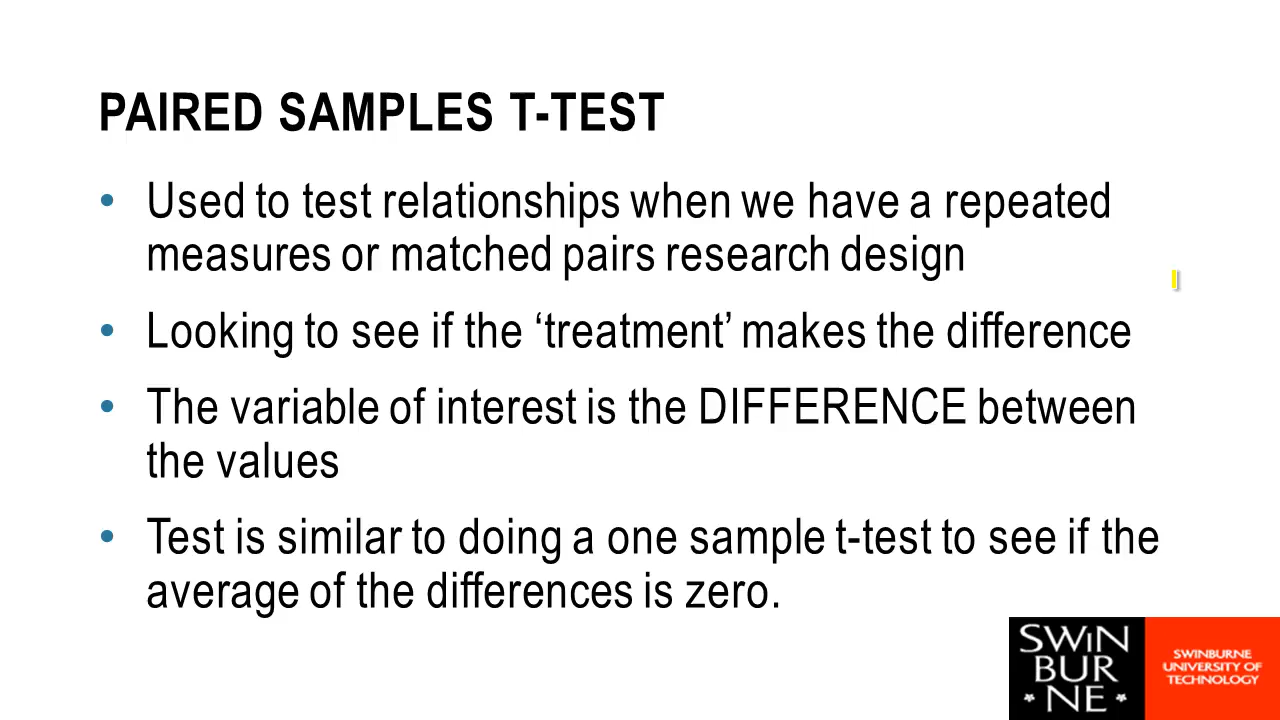 PAIRED SAMPLES T-TEST
• Used to test relationships when we have a repeated
measures or matched pairs research design
• Looking to see if the ‘treatment’ makes the difference
• The variable of interest is the DIFFERENCE between
the values
• Test is similar to doing a one sample t-test to see if the
average of the differences is zero.
SWiN
BUR
NE
SWINBURNE
UNIVERSITY OF
TECHNOLOGY